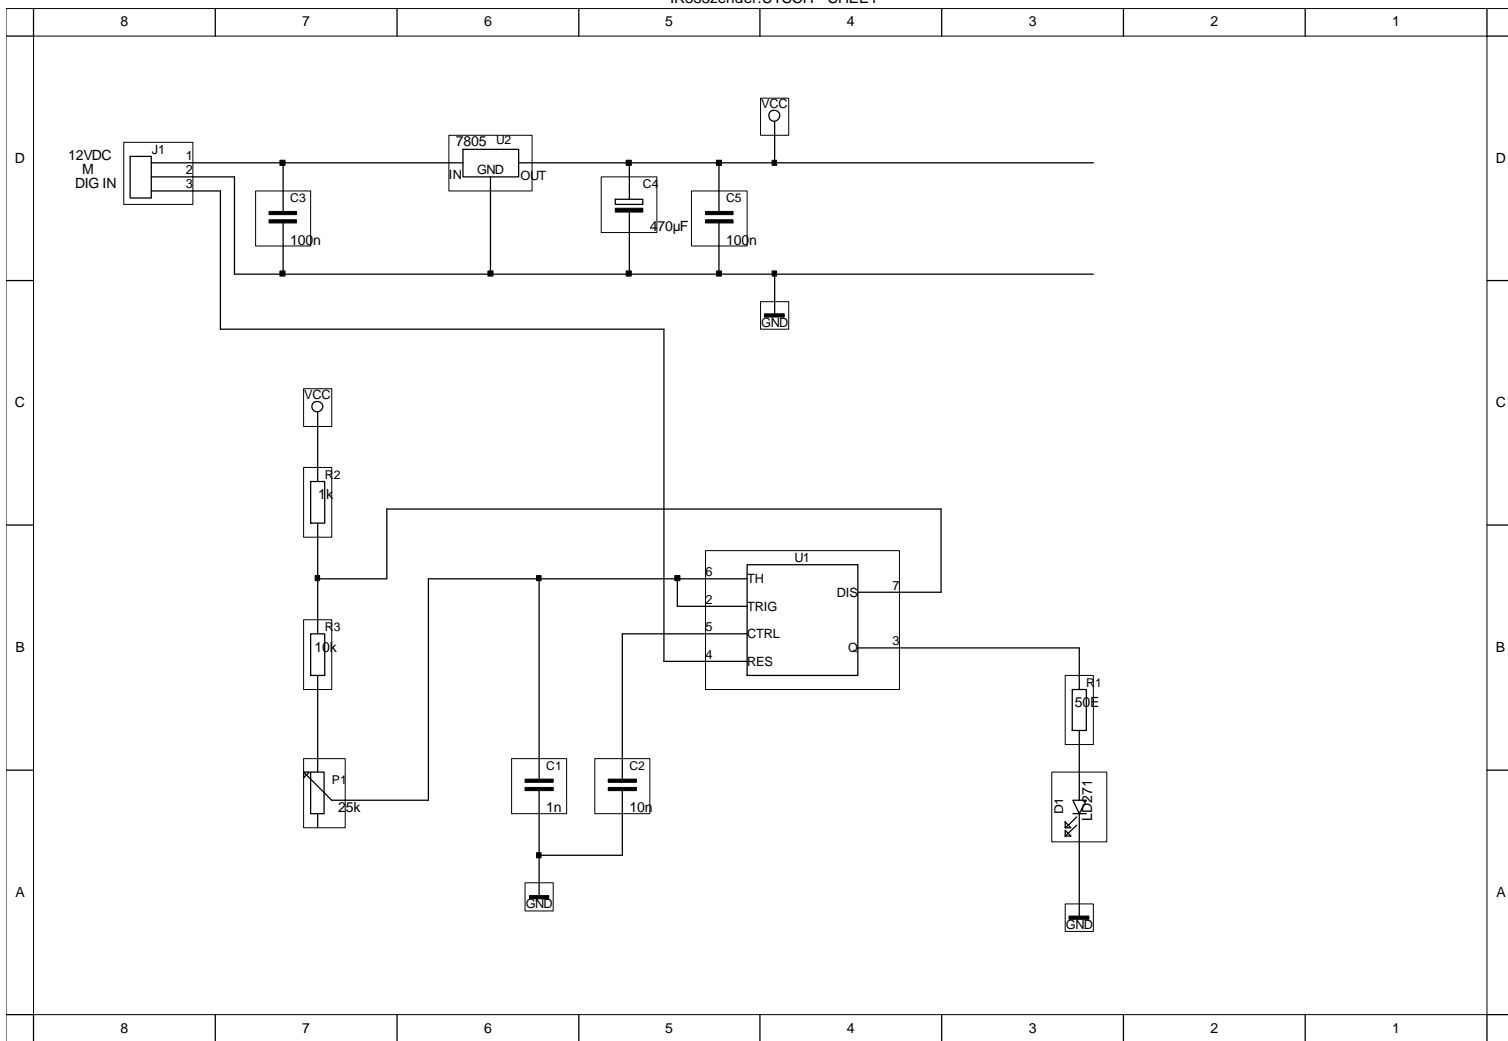 8 7 6 5 4 3 2 1
VCC
D
12VDC
M
DIG IN
J1
1
2
3
7805 U2
IN GND OUT
D
C3
100n
C4
470µF
C5
100n
GND
C
VCC
C
R2
1k
U1
6 TH
DIS 7
2 TRIG
5 CTRL
4 RES
Q 3
B
R3
10k
B
R1
50E
P1
25k
C1
1n
C2
10n
D1
LD271
A
GND
GND
A
8 7 6 5 4 3 2 1